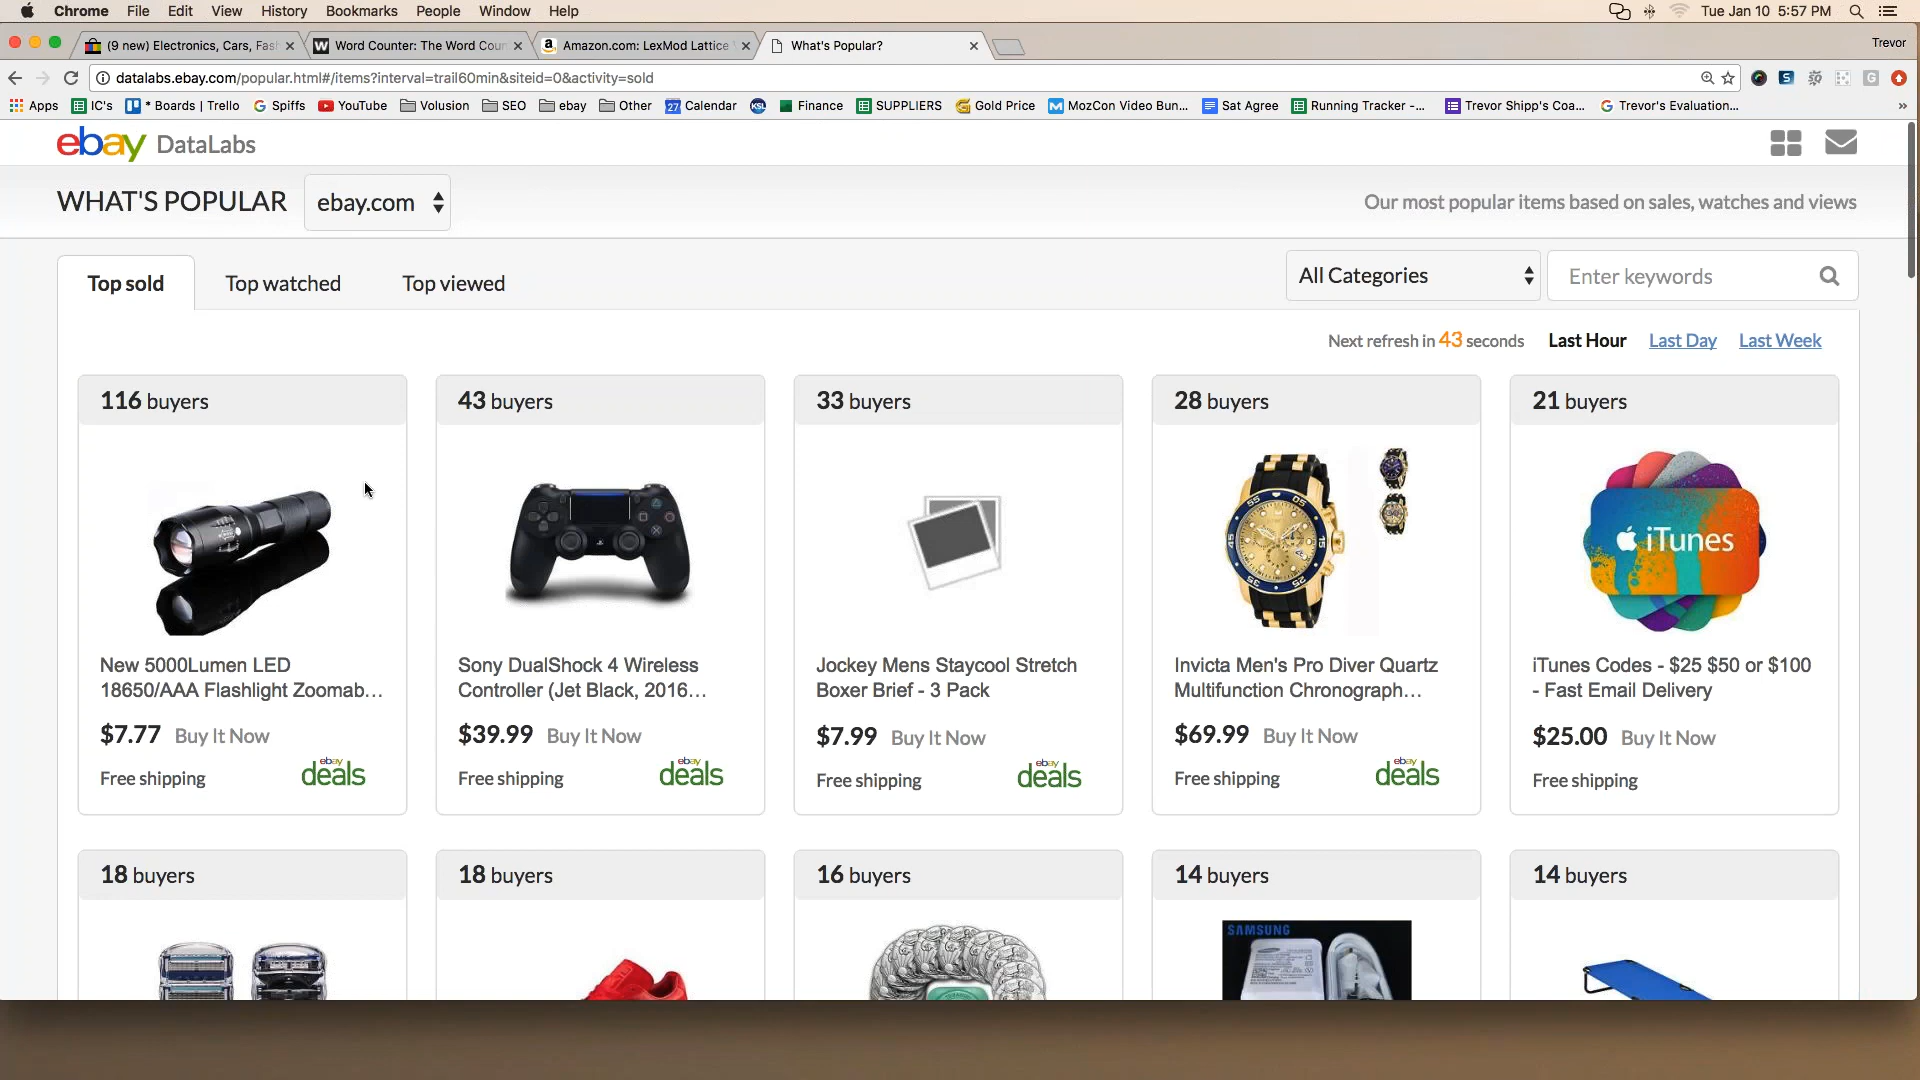 Chrome File Edit View History Bookmarks People Window Help Tue Jan 10 5:57 PM
(9 new) Electronics, Cars, Fas Word Counter: The Word Coun Amazon.com: LexMod Lattice What's Popular? Trevor
datalabs.ebay.com/popular.html#/items?interval=trail60min&siteid=0&activity=sold
Apps IC's * Boards | Trello Spiffs YouTube Volusion SEO ebay Other 27 Calendar KSL Finance SUPPLIERS Gold Price MozCon Video Bun... Sat Agree Running Tracker -... Trevor Shipp's Coa... Trevor's Evaluation... »
ebay DataLabs
WHAT'S POPULAR ebay.com Our most popular items based on sales, watches and views
Top sold Top watched Top viewed All Categories Enter keywords
Next refresh in 43 seconds Last Hour Last Day Last Week
116 buyers 43 buyers 33 buyers 28 buyers 21 buyers
iTunes
New 5000Lumen LED Sony DualShock 4 Wireless Jockey Mens Staycool Stretch Invicta Men's Pro Diver Quartz iTunes Codes - $25 $50 or $100
18650/AAA Flashlight Zoomab... Controller (Jet Black, 2016... Boxer Brief - 3 Pack Multifunction Chronograph... - Fast Email Delivery
$7.77 Buy It Now $39.99 Buy It Now $7.99 Buy It Now $69.99 Buy It Now $25.00 Buy It Now
Free shipping ebay deals Free shipping ebay deals Free shipping ebay deals Free shipping ebay deals Free shipping
18 buyers 18 buyers 16 buyers 14 buyers 14 buyers
SAMSUNG